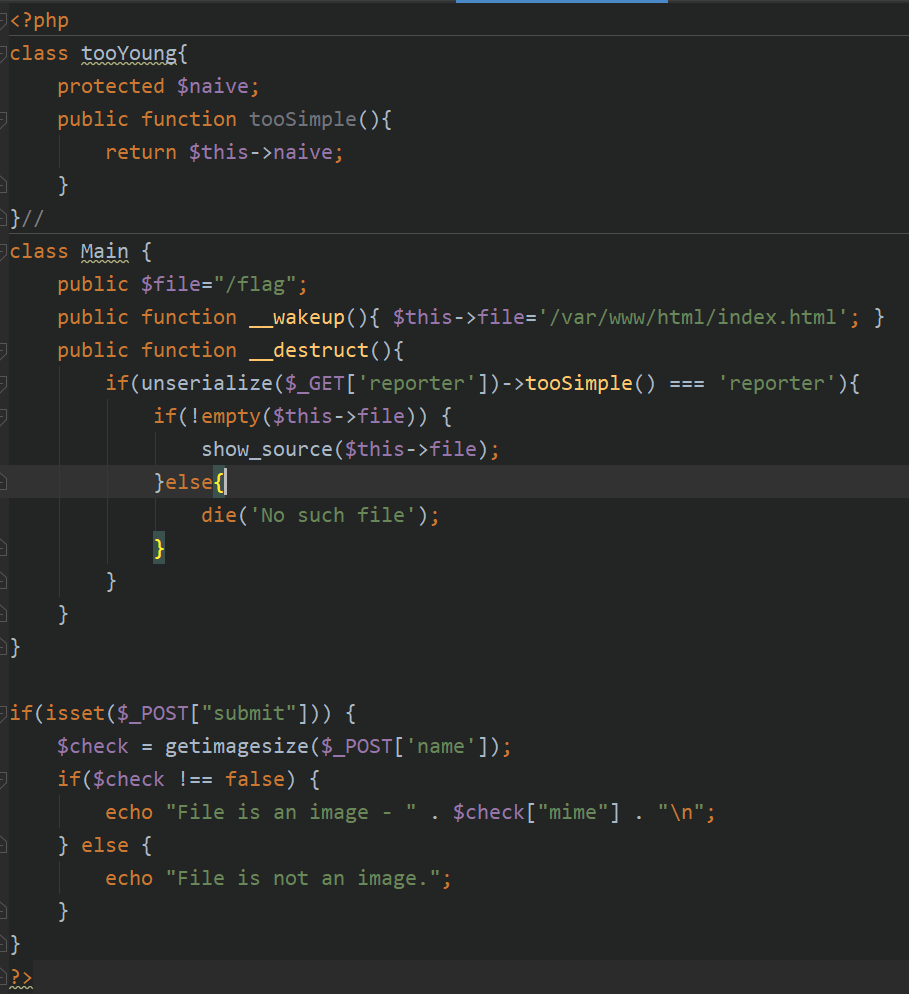 <?php
class tooYoung{
    protected $naive;
    public function tooSimple(){
        return $this->naive;
    }
}//
class Main {
    public $file="/flag";
    public function __wakeup(){ $this->file='/var/www/html/index.html'; }
    public function __destruct(){
        if(unserialize($_GET['reporter'])->tooSimple() === 'reporter'){
            if(!empty($this->file)) {
                show_source($this->file);
            }else{
                die('No such file');
            }
        }
    }
}
if(isset($_POST["submit"])) {
    $check = getimagesize($_POST['name']);
    if($check !== false) {
        echo "File is an image - " . $check["mime"] . "\n";
    } else {
        echo "File is not an image.";
    }
}
?>